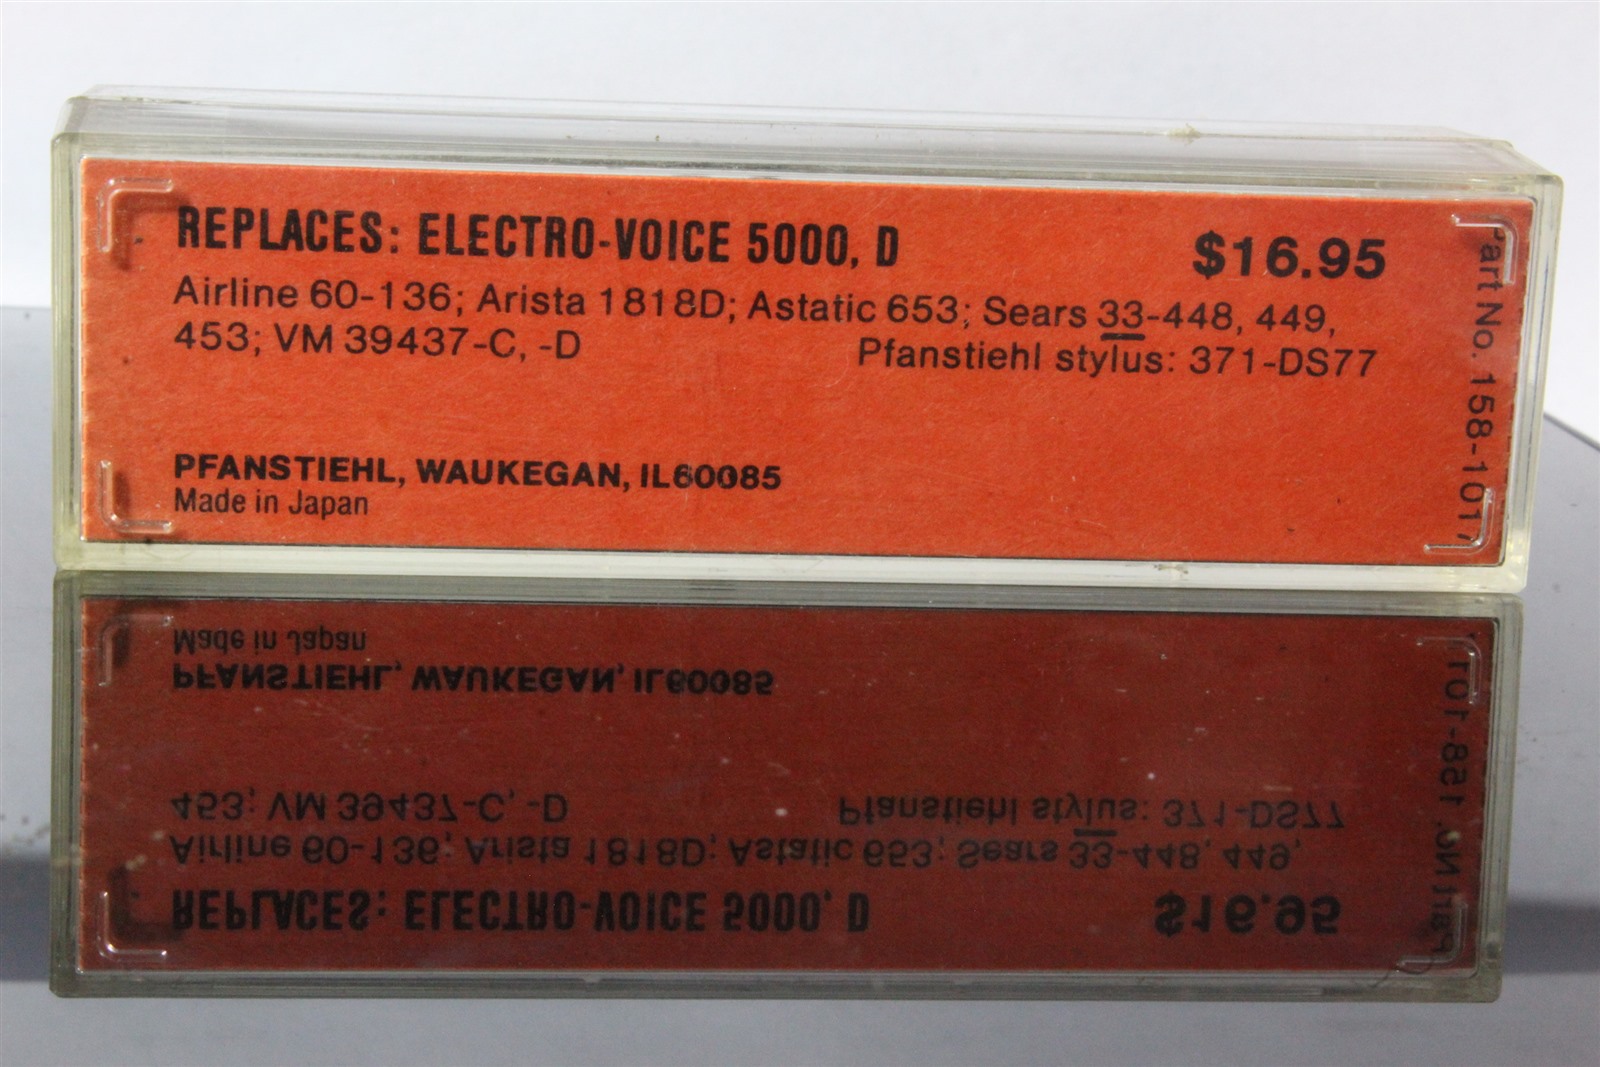 REPLACES: ELECTRO-VOICE 5000, D
$16.95
Airline 60-136; Arista 1818D; Astatic 653; Sears 33-448, 449,
453; VM 39437-C, -D
Pfanstiehl stylus: 371-DS77
PFANSTIEHL, WAUKEGAN, IL60085
Made in Japan
Part No. 158-1017